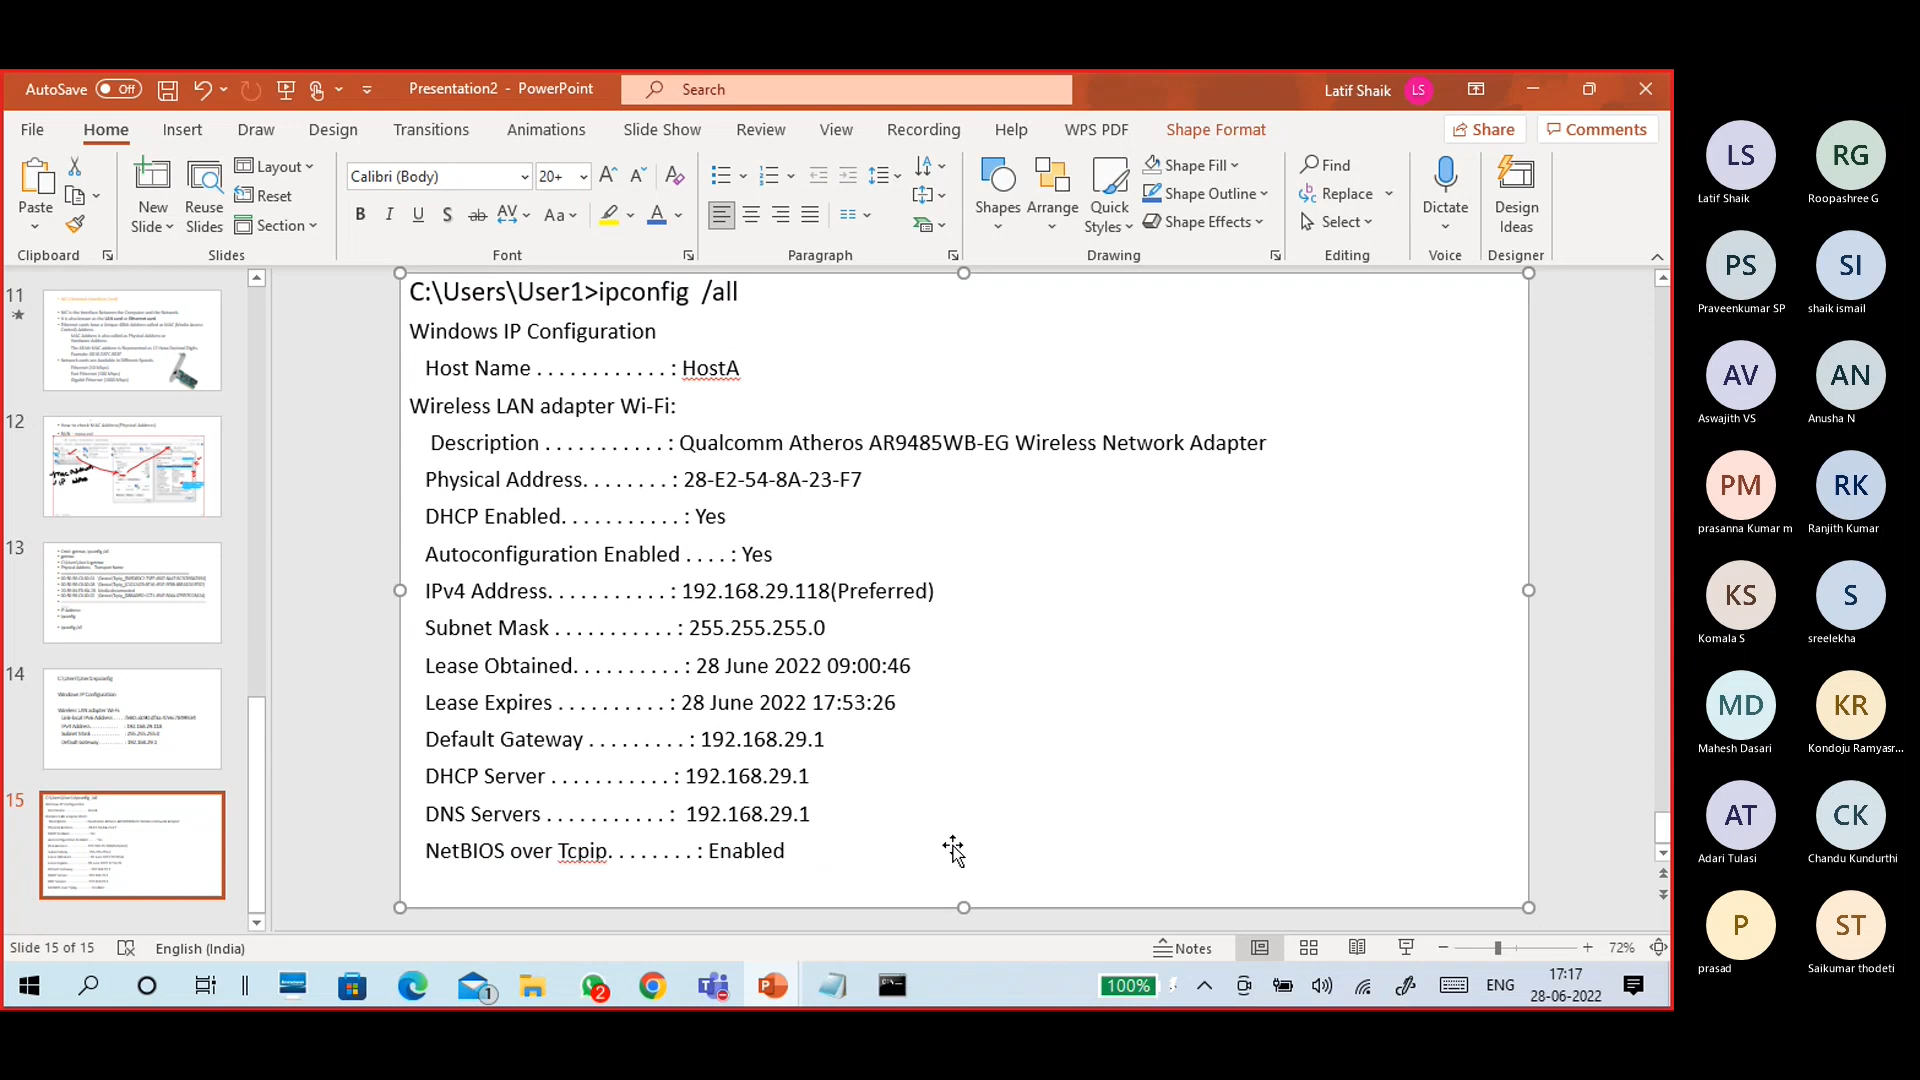 AutoSave Off
Presentation2 - PowerPoint
Search
Latif Shaik LS
File Home Insert Draw Design Transitions Animations Slide Show Review View Recording Help WPS PDF Shape Format
Share Comments
Paste
Clipboard
New Slide
Reuse Slides
Layout
Reset
Section
Slides
Calibri (Body) 20+
B I U S ab AV Aa A
Font
Paragraph
Shapes Arrange Quick Styles
Shape Fill
Shape Outline
Shape Effects
Drawing
Find
Replace
Select
Editing
Dictate
Voice
Design Ideas
Designer
11
12
13
14
15
C:\Users\User1>ipconfig /all
Windows IP Configuration
Host Name . . . . . . . . . . . . : HostA
Wireless LAN adapter Wi-Fi:
Description . . . . . . . . . . . : Qualcomm Atheros AR9485WB-EG Wireless Network Adapter
Physical Address. . . . . . . . : 28-E2-54-8A-23-F7
DHCP Enabled. . . . . . . . . . . : Yes
Autoconfiguration Enabled . . . . : Yes
IPv4 Address. . . . . . . . . . . : 192.168.29.118(Preferred)
Subnet Mask . . . . . . . . . . . : 255.255.255.0
Lease Obtained. . . . . . . . . . : 28 June 2022 09:00:46
Lease Expires . . . . . . . . . . : 28 June 2022 17:53:26
Default Gateway . . . . . . . . . : 192.168.29.1
DHCP Server . . . . . . . . . . . : 192.168.29.1
DNS Servers . . . . . . . . . . . : 192.168.29.1
NetBIOS over Tcpip. . . . . . . . : Enabled
Slide 15 of 15
English (India)
Notes
72%
1
2
100%
ENG
17:17
28-06-2022
LS RG
Latif Shaik Roopashree G
PS SI
Praveenkumar SP shaik ismail
AV AN
Aswajith VS Anusha N
PM RK
prasanna Kumar m Ranjith Kumar
KS S
Komala S sreelekha
MD KR
Mahesh Dasari Kondoju Ramyasr...
AT CK
Adari Tulasi Chandu Kundurthi
P ST
prasad Saikumar thodeti